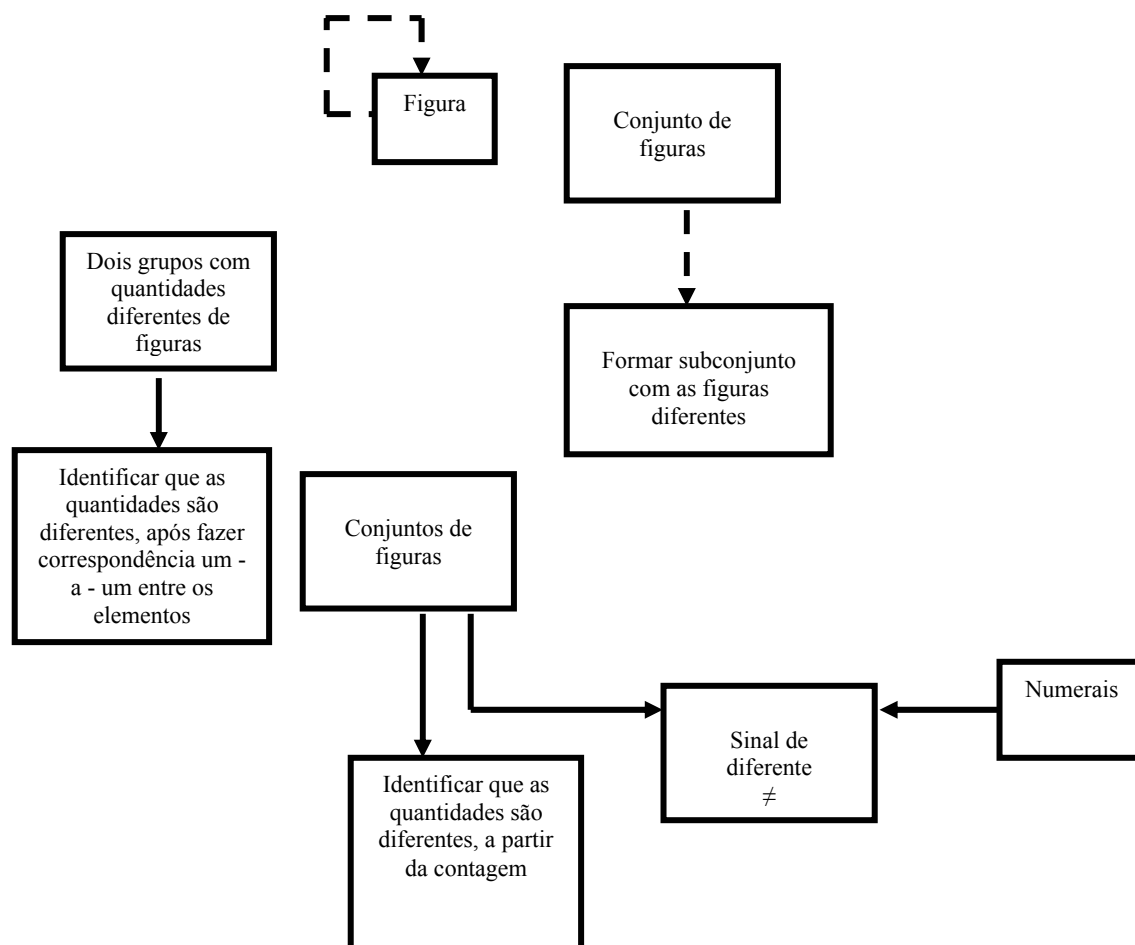 Figura
Conjunto de
figuras
Dois grupos com
quantidades
diferentes de
figuras
Formar subconjunto
com as figuras
diferentes
Identificar que as
quantidades são
diferentes, após fazer
correspondência um -
a - um entre os
elementos
Conjuntos de
figuras
Numerais
Sinal de
diferente
≠
Identificar que as
quantidades são
diferentes, a partir
da contagem